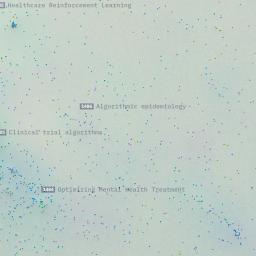 Healthcare Reinforcement Learning
Algorithmic epidemiology
Clinical trial algorithms
Optimizing Mental Health Treatment